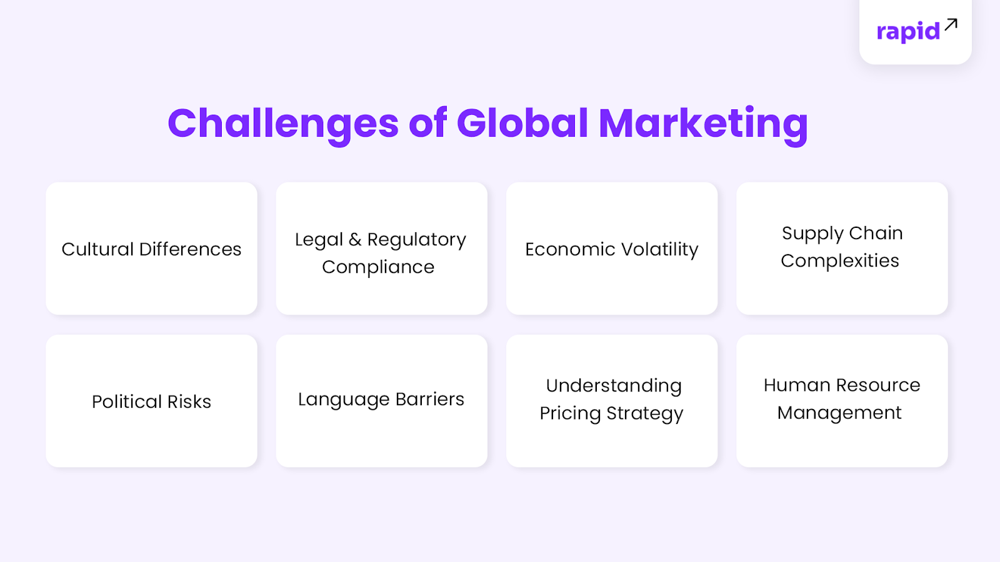 rapid
Challenges of Global Marketing
Cultural Differences
Legal & Regulatory
Compliance
Economic Volatility
Supply Chain
Complexities
Political Risks
Language Barriers
Understanding
Pricing Strategy
Human Resource
Management